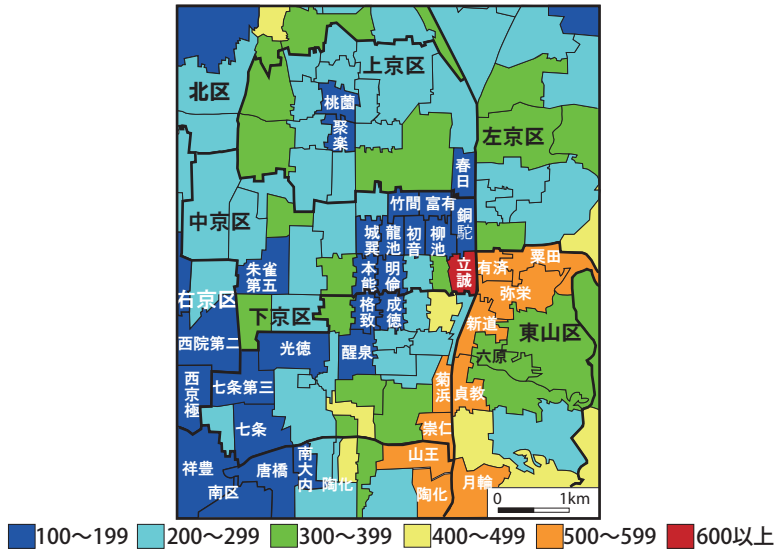 上京区
北区
桃薗
聚楽
左京区
春日
竹間
富有
銅駝
中京区
城巽
龍池
初音
柳池
朱雀第五
本能
明倫
立誠
有済
粟田
弥栄
右京区
下京区
格致
成徳
新道
東山区
西院第二
光徳
醒泉
六原
西京極
七条第三
菊浜
貞教
七条
崇仁
山王
祥豊
唐橋
南大内
南区
陶化
陶化
月輪
0 1km
100〜199 200〜299 300〜399 400〜499 500〜599 600以上